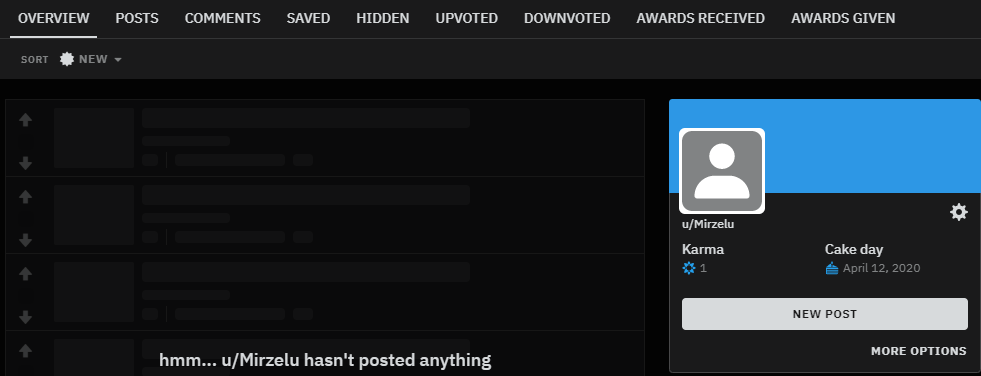 OVERVIEW POSTS COMMENTS SAVED HIDDEN UPVOTED DOWNVOTED AWARDS RECEIVED AWARDS GIVEN
SORT NEW
u/Mirzelu
Karma Cake day
1 April 12, 2020
NEW POST
MORE OPTIONS
hmm... u/Mirzelu hasn't posted anything